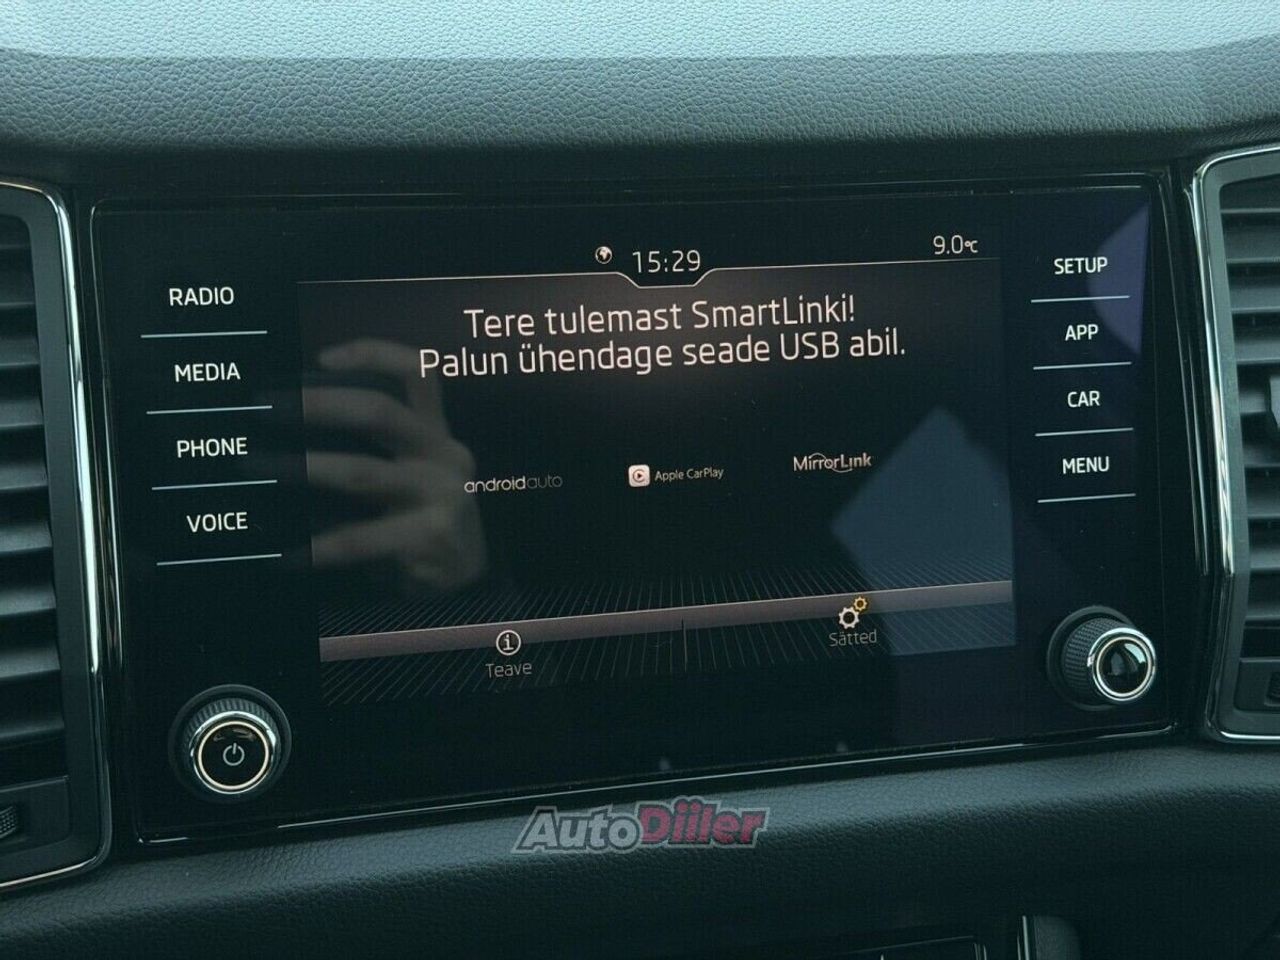 15:29
9.0°C
RADIO
MEDIA
PHONE
VOICE
Tere tulemast SmartLinki!
Palun ühendage seade USB abil.
androidauto
Apple CarPlay
MirrorLink
Teave
Sätted
SETUP
APP
CAR
MENU
AutoDiiler